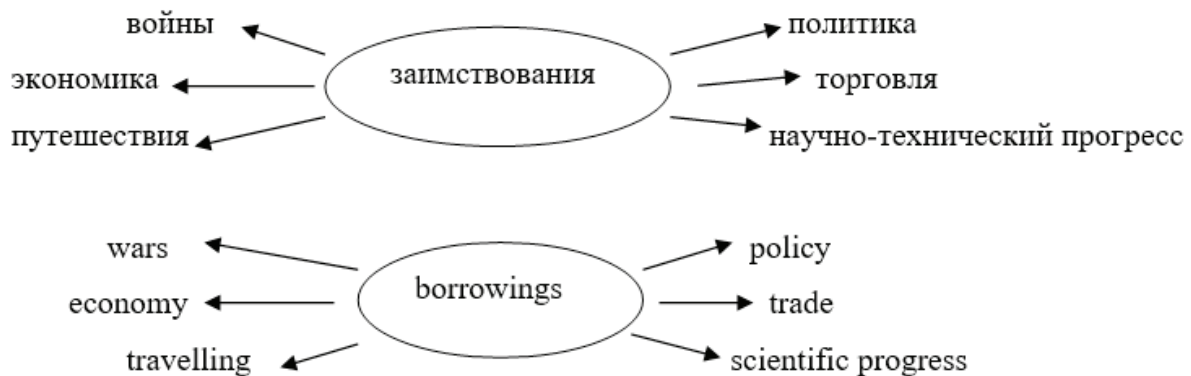 войны
политика
заимствования
экономика
торговля
путешествия
научно-технический прогресс
wars
policy
borrowings
economy
trade
travelling
scientific progress